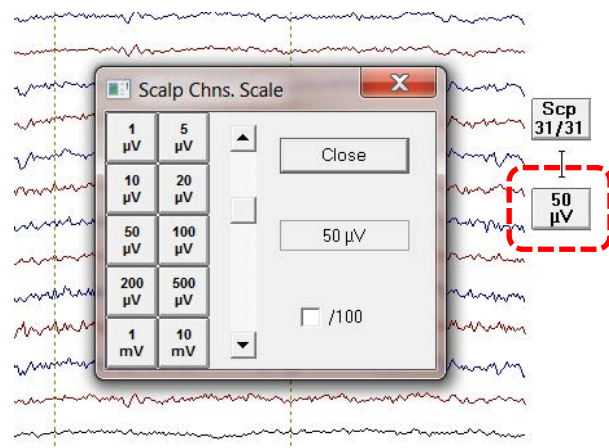 Scalp Chns. Scale
X
1
µV
5
µV
10
µV
20
µV
50
µV
100
µV
200
µV
500
µV
1
mV
10
mV
Close
50 µV
/100
Scp
31/31
50
µV